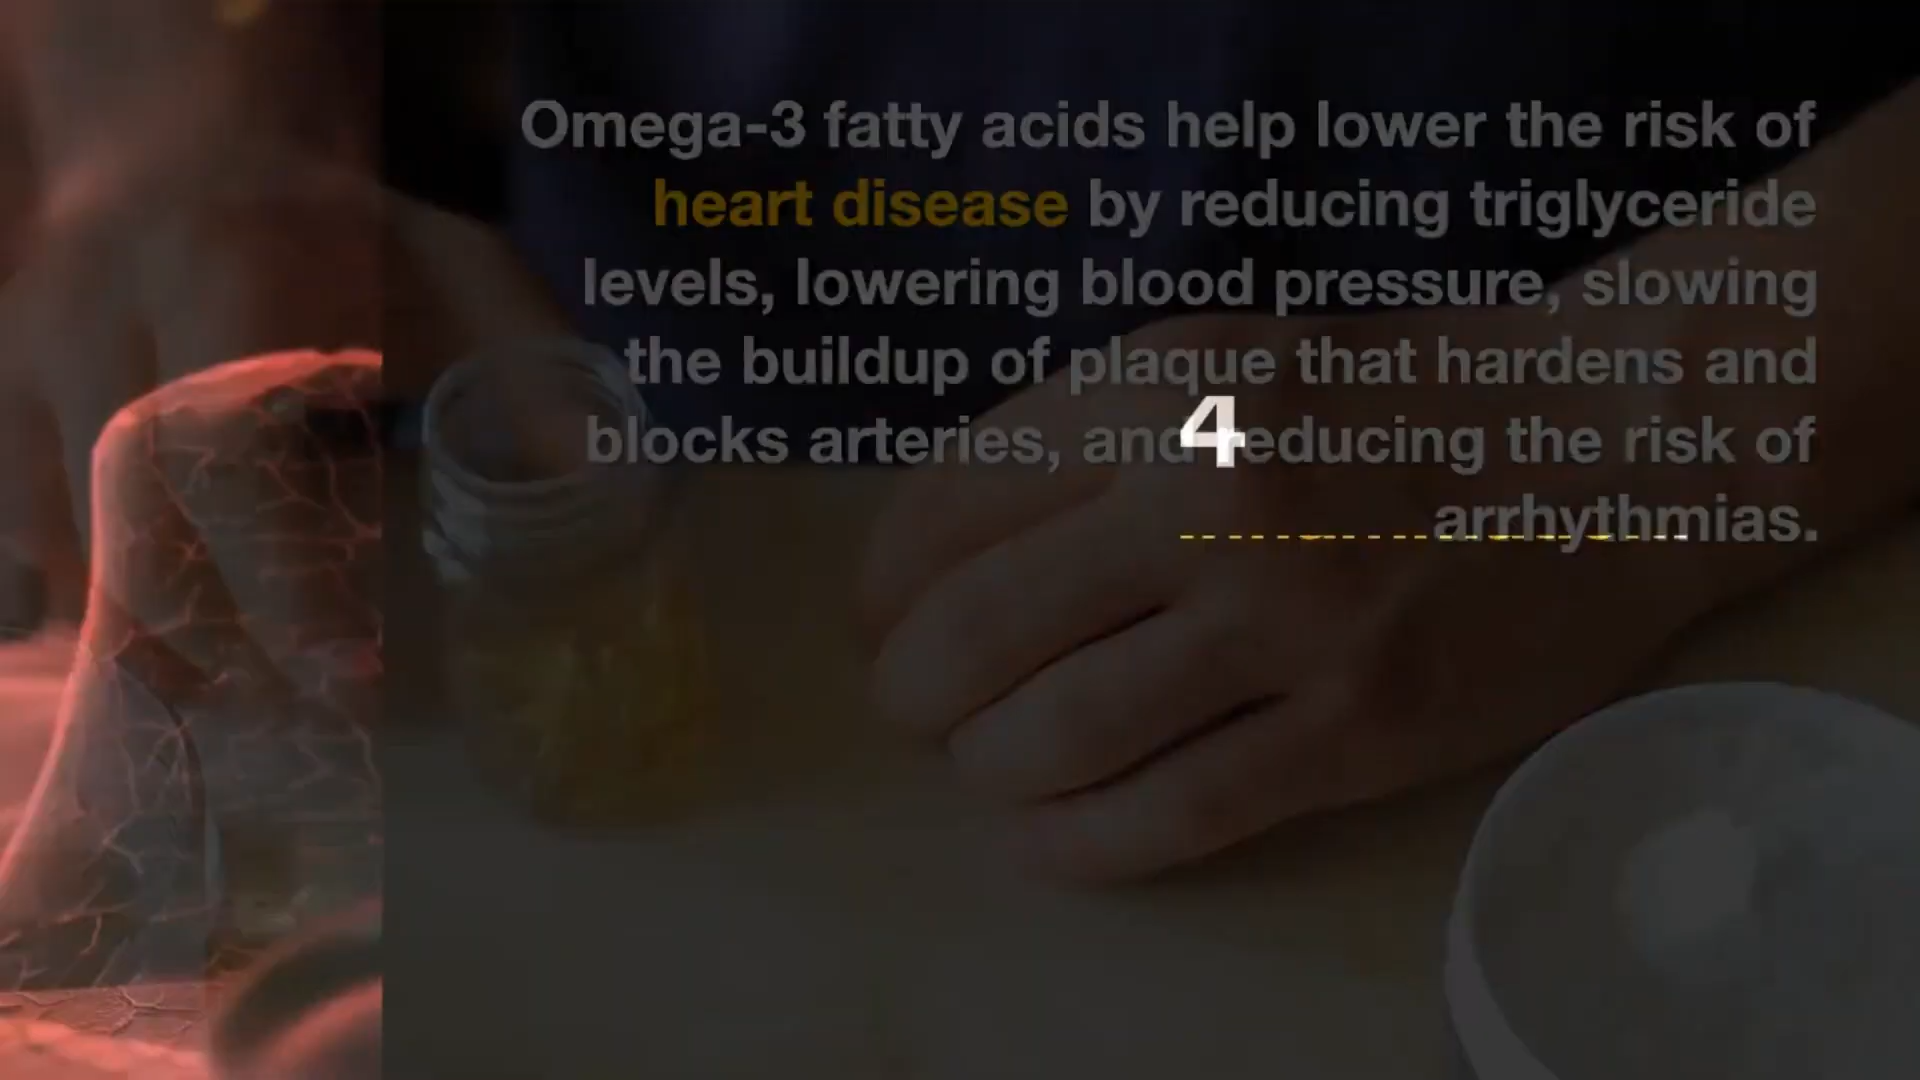 Omega-3 fatty acids help lower the risk of
heart disease by reducing triglyceride
levels, lowering blood pressure, slowing
the buildup of plaque that hardens and
blocks arteries, and reducing the risk of
arrhythmias.
4